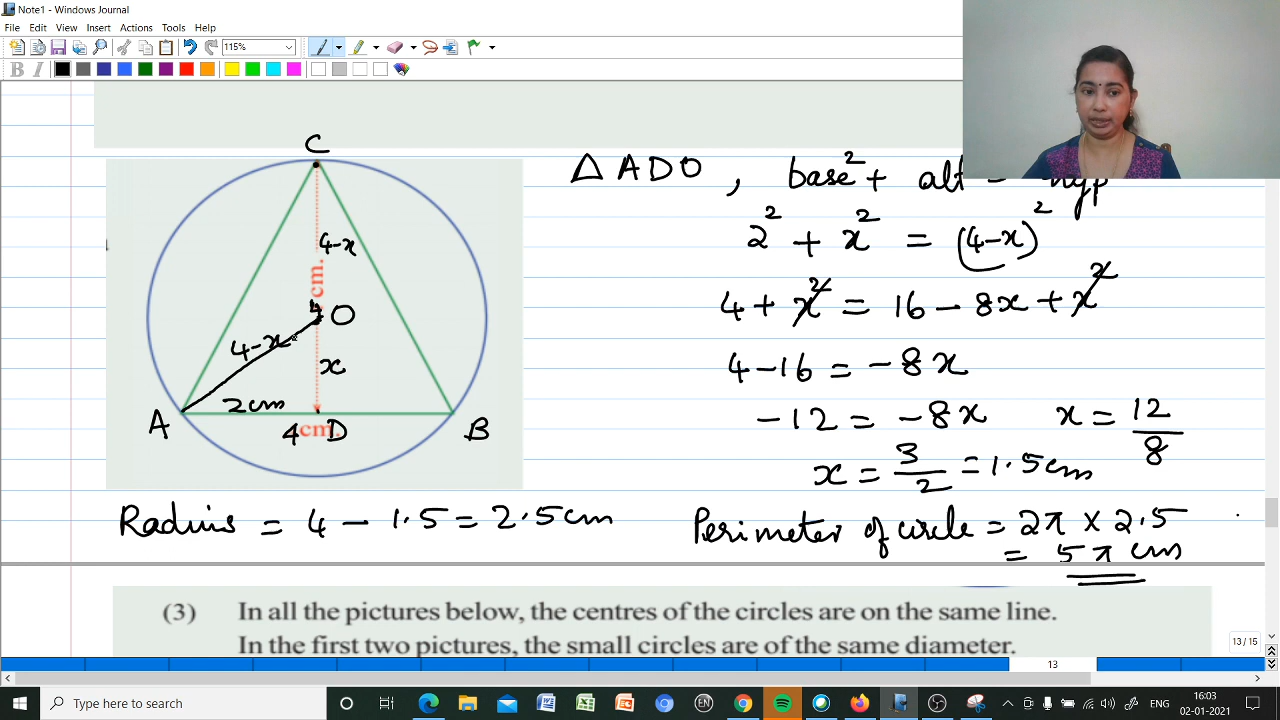 Note1 - Windows Journal
File Edit View Insert Actions Tools Help
115%
B I
C
4-x
cm.
O
4-x
x
2cm
A
4cm. D
B
△ ADO , base² + alt = hyp
2² + x² = (4-x)²
4 + x² = 16 - 8x + x²
4-16 = -8x
-12 = -8x x = 12/8
x = 3/2 = 1.5cm
Radius = 4 - 1.5 = 2.5cm
Perimeter of circle = 2π × 2.5
= 5π cm
(3) In all the pictures below, the centres of the circles are on the same line.
In the first two pictures, the small circles are of the same diameter.
13 / 15
13
Type here to search
ENG
16:03
02-01-2021